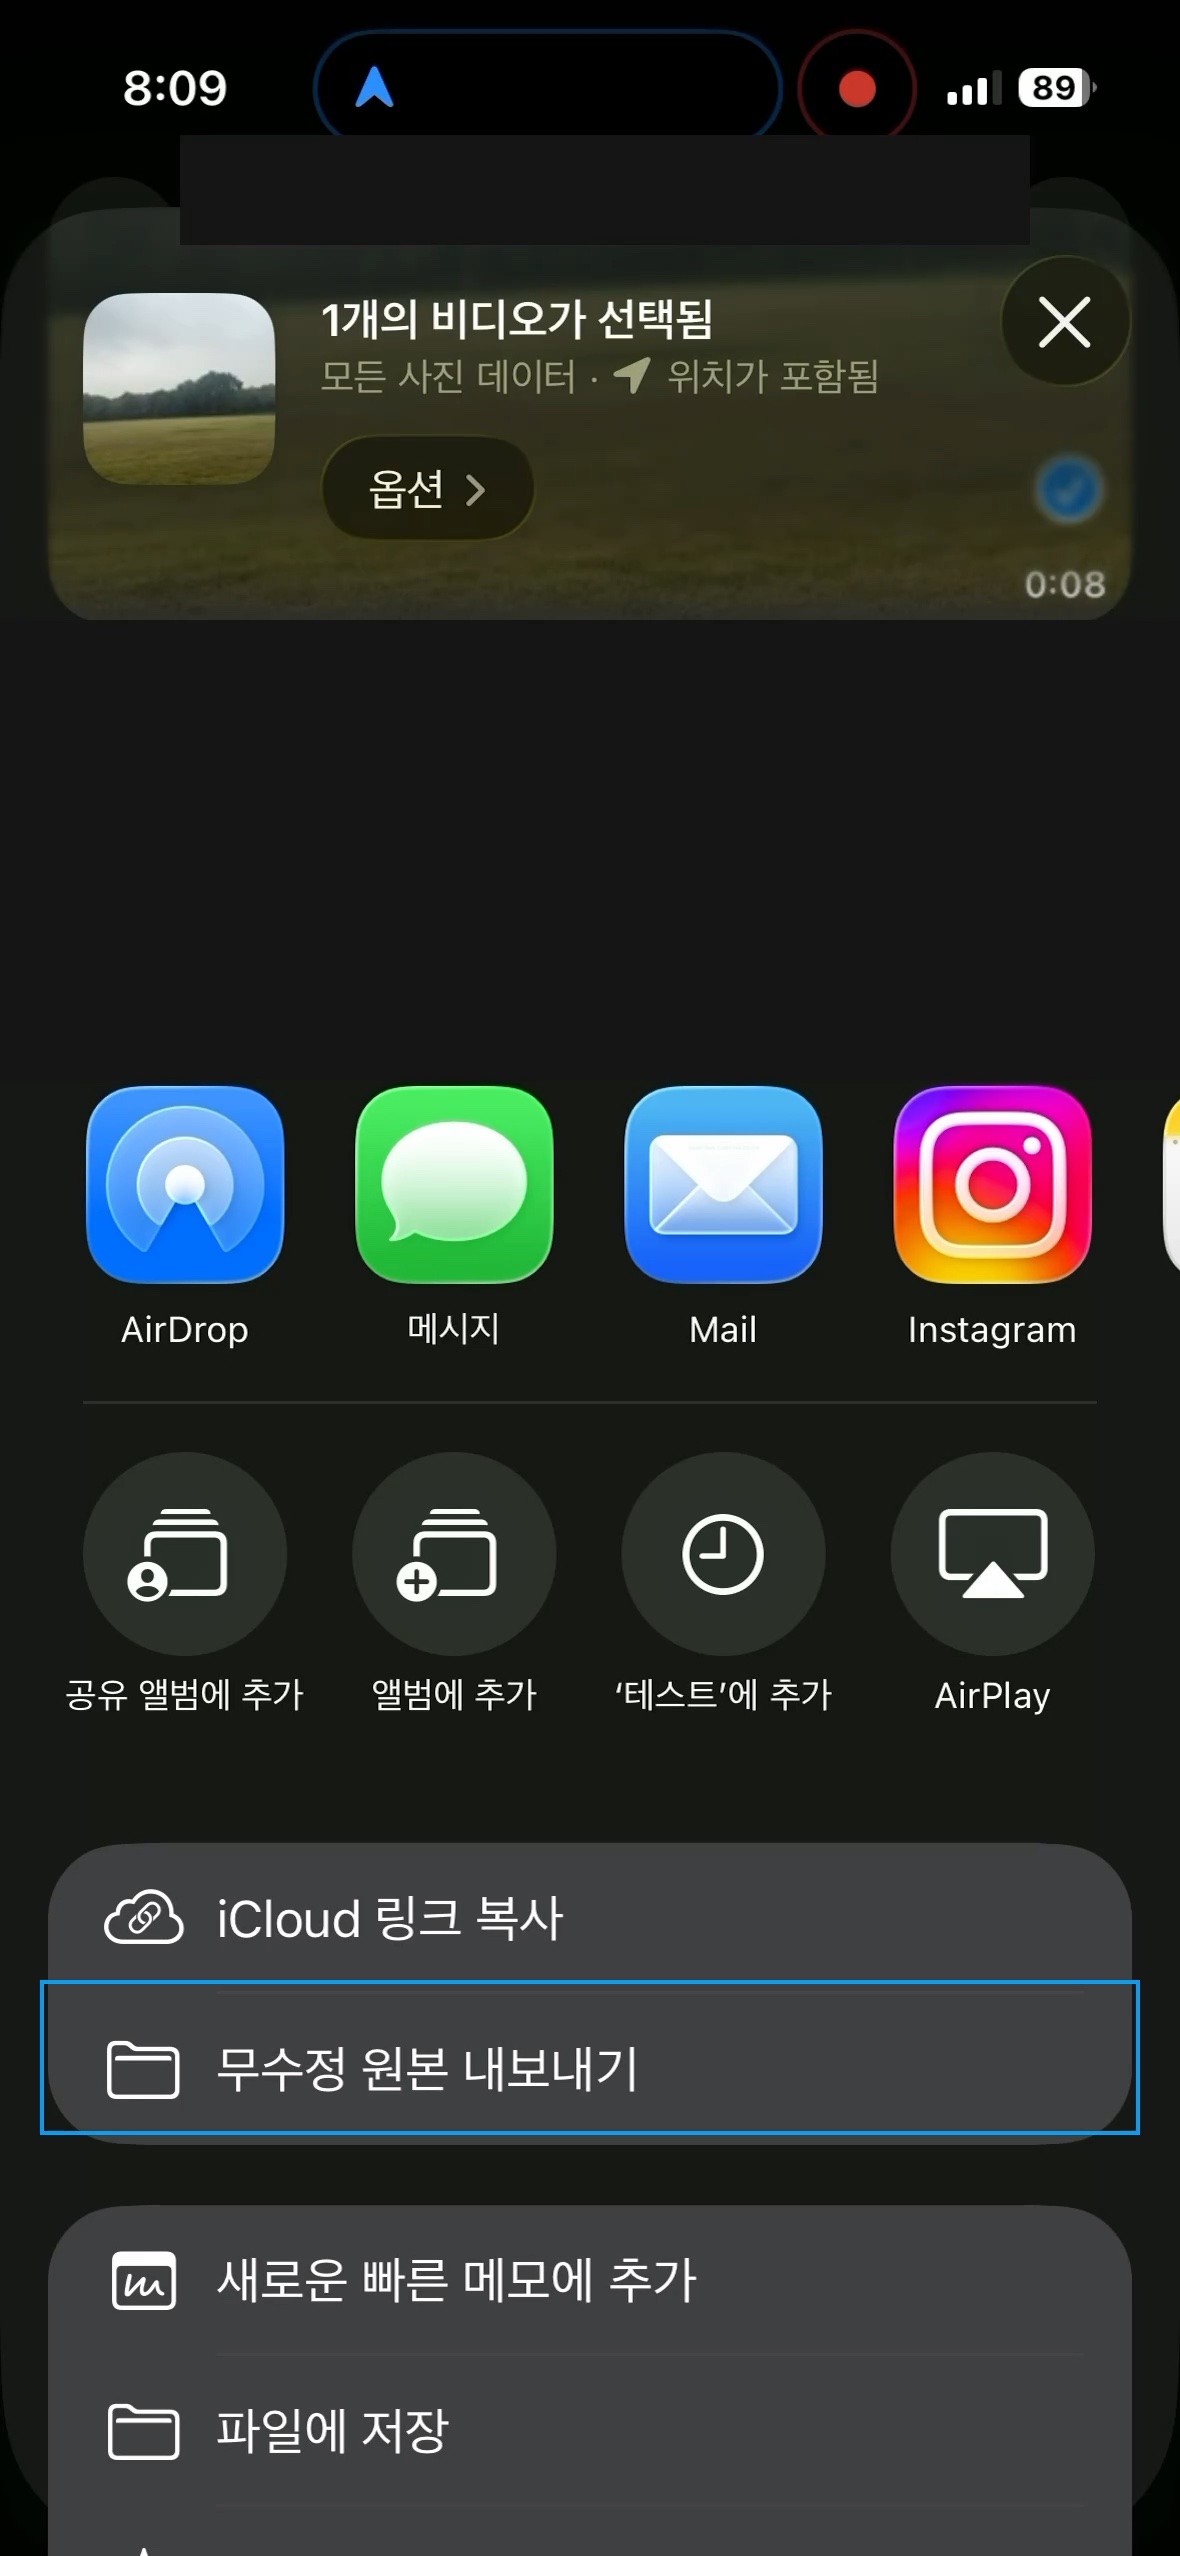 8:09
89
1개의 비디오가 선택됨
모든 사진 데이터 · 위치가 포함됨
옵션
0:08
AirDrop
메시지
Mail
Instagram
공유 앨범에 추가
앨범에 추가
‘테스트’에 추가
AirPlay
iCloud 링크 복사
무수정 원본 내보내기
새로운 빠른 메모에 추가
파일에 저장